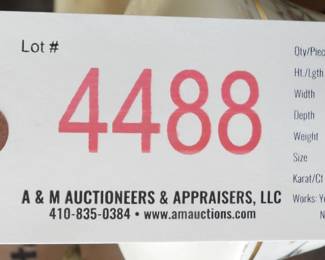 Lot #
4488
A & M AUCTIONEERS & APPRAISERS, LLC
410-835-0384 • www.amauctions.com
Qty/Piec
Ht./Lgth
Width
Depth
Weight
Size
Karat/Ct
Works: Ye
N